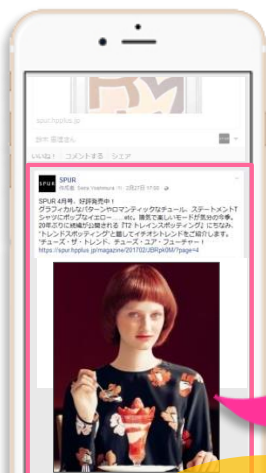 spur.hpplus.jp
いいね!・コメントする・シェア
SPUR
SPUR 4月号、好評発売中!
グラフィカルなパターンやロマンティックなチュール、ステートメントT
シャツにポップなイエロー……etc。陽気で楽しいモードが気分の今季。
20年ぶりに続編が公開される『T2 トレインスポッティング』にちなみ、
"トレンドスポッティング"と題してイチオシトレンドをご紹介します。
"チューズ・ザ・トレンド、チューズ・ユア・フューチャー!
https://spur.hpplus.jp/magazine/201702/JBRpk0M/?page=4